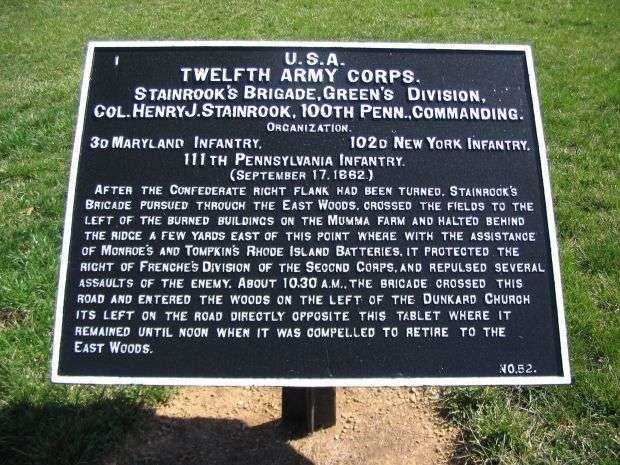 1
U.S.A.
TWELFTH ARMY CORPS.
STAINROOK'S BRIGADE, GREEN'S DIVISION,
COL. HENRY J. STAINROOK, 100TH PENN., COMMANDING.
ORGANIZATION.
3D MARYLAND INFANTRY. 102D NEW YORK INFANTRY.
111TH PENNSYLVANIA INFANTRY.
(SEPTEMBER 17, 1862.)
AFTER THE CONFEDERATE RIGHT FLANK HAD BEEN TURNED, STAINROOK'S
BRIGADE PURSUED THROUGH THE EAST WOODS, CROSSED THE FIELDS TO THE
LEFT OF THE BURNED BUILDINGS ON THE MUMMA FARM AND HALTED BEHIND
THE RIDGE A FEW YARDS EAST OF THIS POINT WHERE WITH THE ASSISTANCE
OF MONROE'S AND TOMPKIN'S RHODE ISLAND BATTERIES, IT PROTECTED THE
RIGHT OF FRENCHE'S DIVISION OF THE SECOND CORPS, AND REPULSED SEVERAL
ASSAULTS OF THE ENEMY. ABOUT 10.30 A.M., THE BRIGADE CROSSED THIS
ROAD AND ENTERED THE WOODS ON THE LEFT OF THE DUNKARD CHURCH
ITS LEFT ON THE ROAD DIRECTLY OPPOSITE THIS TABLET WHERE IT
REMAINED UNTIL NOON WHEN IT WAS COMPELLED TO RETIRE TO THE
EAST WOODS.
NO. 52.